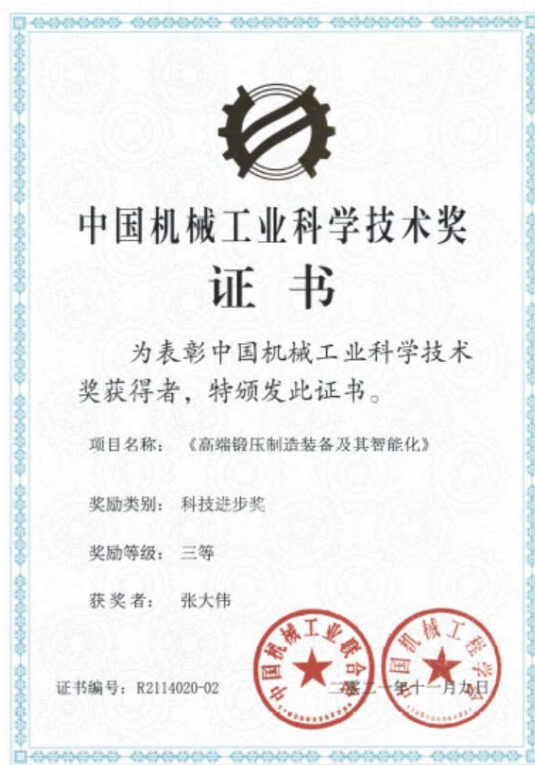 中国机械工业科学技术奖
证书
为表彰中国机械工业科学技术
奖获得者，特颁发此证书。
项目名称： 《高端锻压制造装备及其智能化》
奖励类别： 科技进步奖
奖励等级： 三等
获奖者： 张大伟
中国机械工业联合会
中国机械工程学会
证书编号：R2114020-02
二零二一年十一月九日